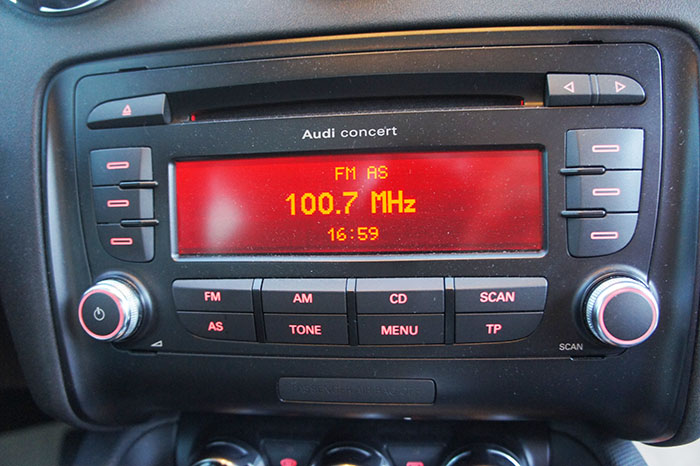 Audi concert
FM AS
100.7 MHz
16:59
FM AM CD SCAN
AS TONE MENU TP
SCAN